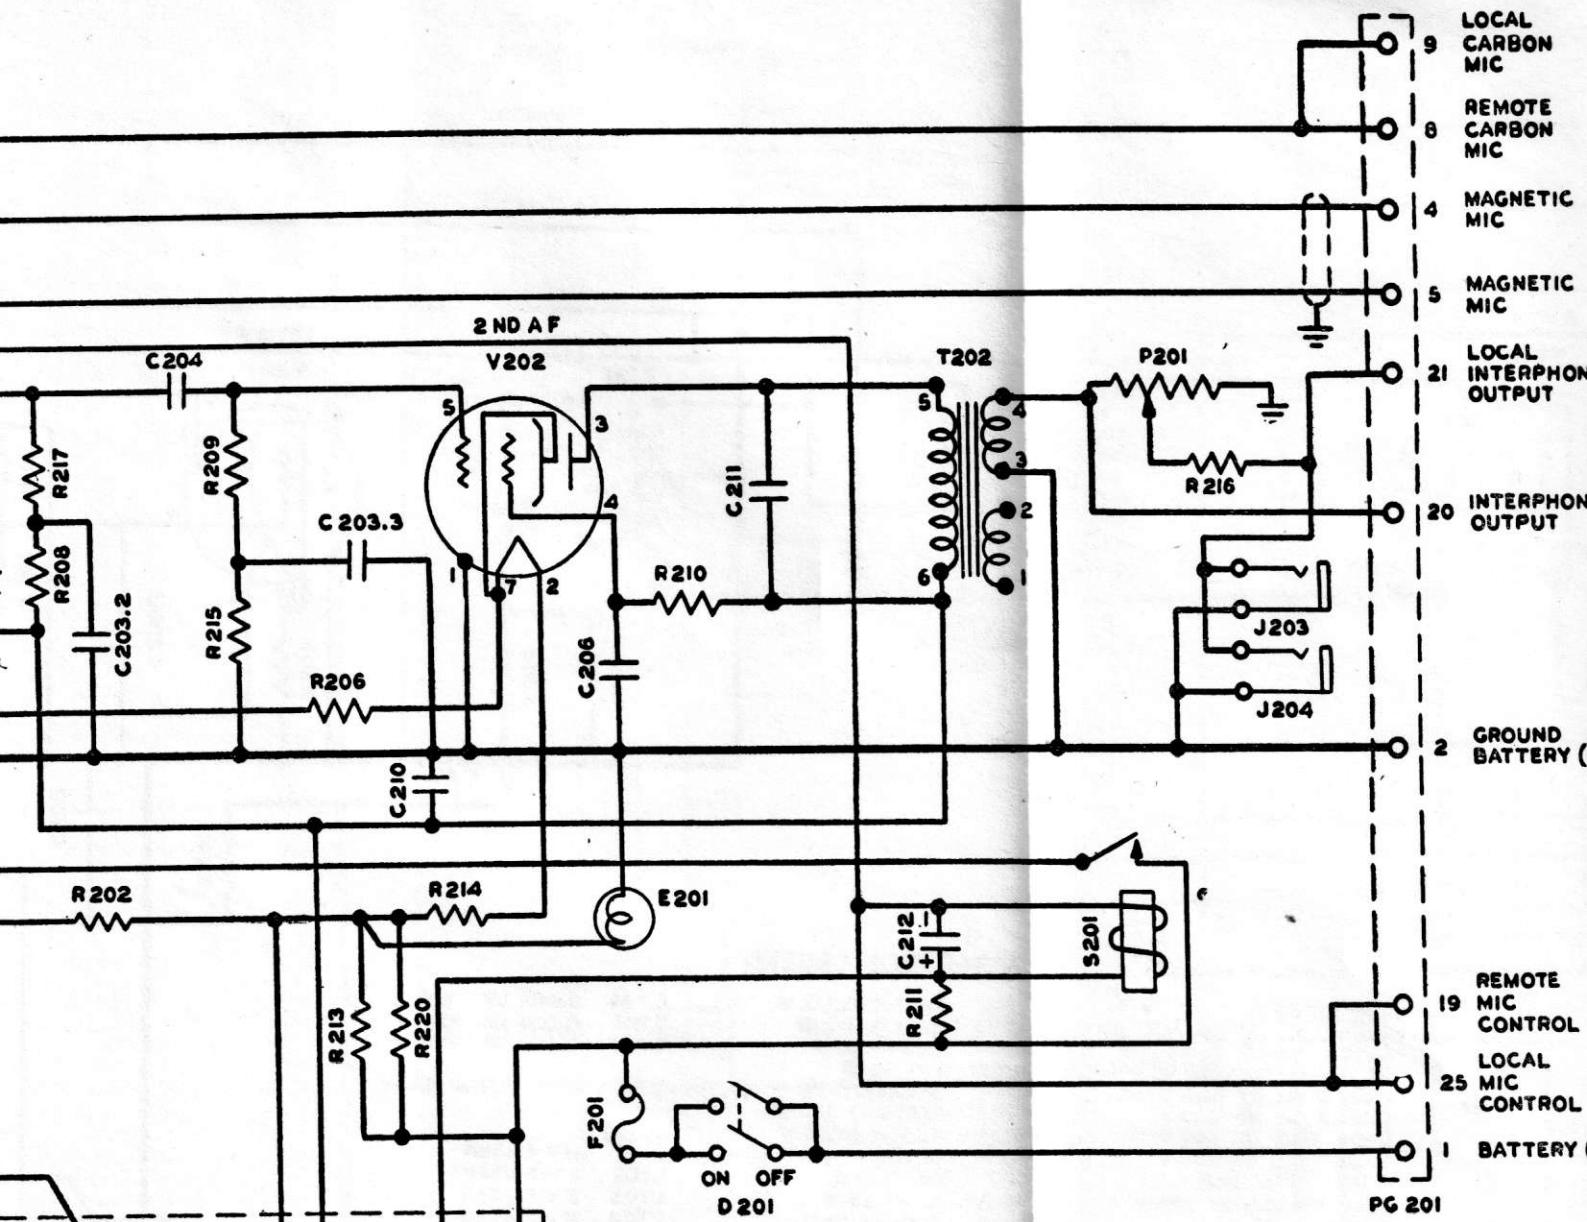 LOCAL
CARBON
MIC
9
REMOTE
CARBON
MIC
8
MAGNETIC
MIC
4
MAGNETIC
MIC
5
2 ND A F
V202
C204
T202
P201
LOCAL
INTERPHON
OUTPUT
21
5
3
5
4
R217
R209
C211
3
R216
4
2
INTERPHON
OUTPUT
20
C 203.3
R208
1
7
2
R210
6
1
C203.2
R215
J203
C206
R206
J204
GROUND
BATTERY (
2
C210
R202
R214
E201
C212
-
+
S201
R213
R220
R211
REMOTE
MIC
CONTROL
19
LOCAL
MIC
CONTROL
25
F201
ON
OFF
D201
1
BATTERY (
PG 201